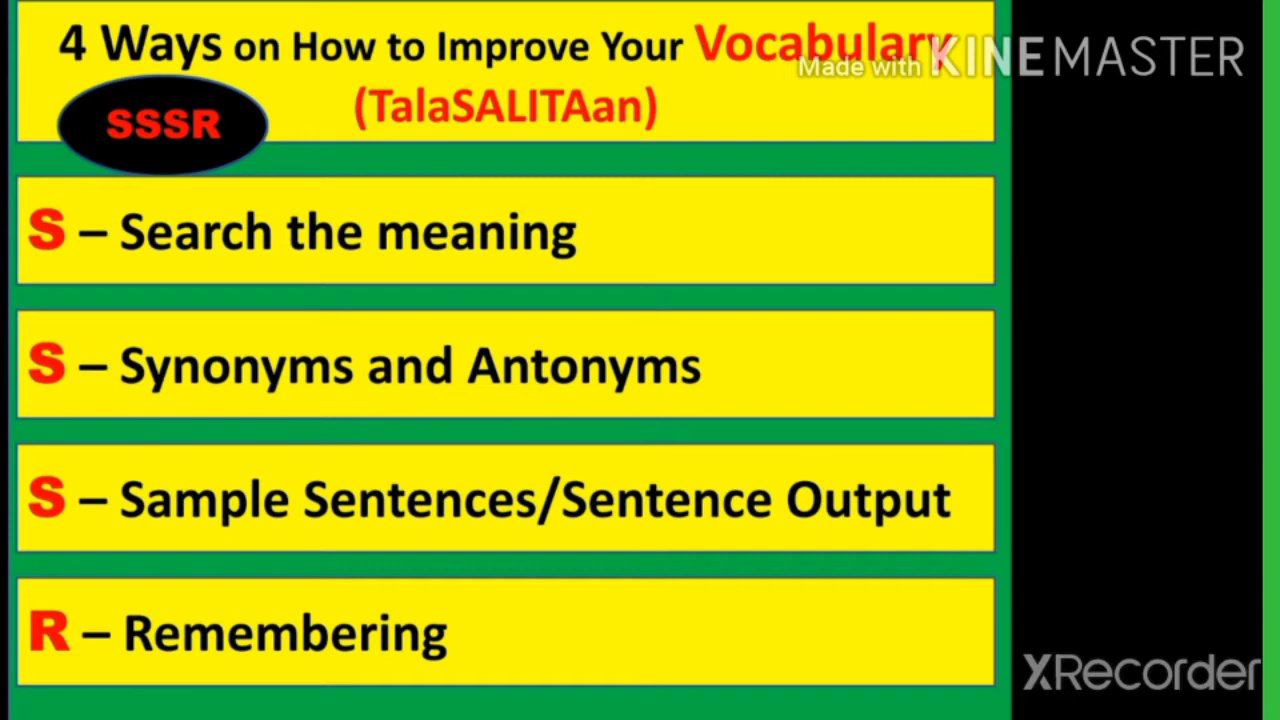 4 Ways on How to Improve Your Vocabulary
Made with KINEMASTER
(TalaSALITAan)
SSSR
S – Search the meaning
S – Synonyms and Antonyms
S – Sample Sentences/Sentence Output
R – Remembering
XRecorder